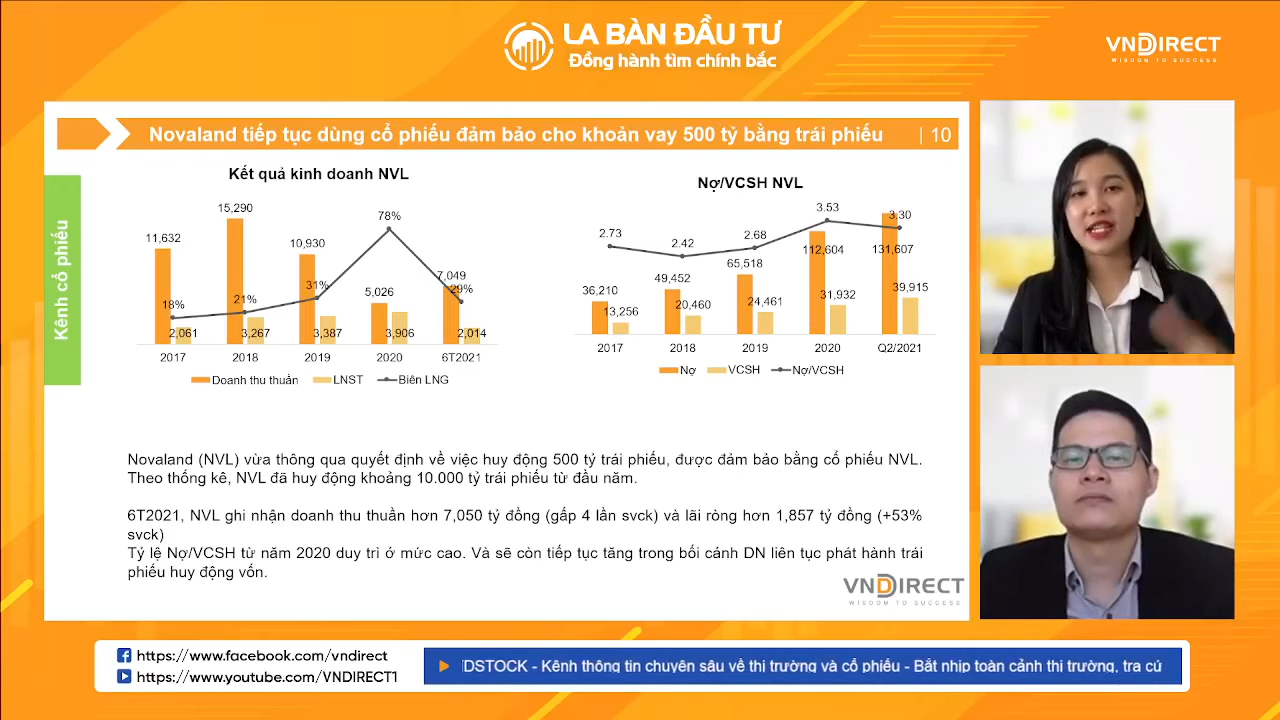 LA BÀN ĐẦU TƯ
Đồng hành tìm chính bắc
VNDIRECT
WISDOM TO SUCCESS
Novaland tiếp tục dùng cổ phiếu đảm bảo cho khoản vay 500 tỷ bằng trái phiếu | 10
Kênh cổ phiếu
Kết quả kinh doanh NVL
11,632
15,290
10,930
5,026
7,049
18%
21%
31%
78%
29%
2,061
3,267
3,387
3,906
2,014
2017 2018 2019 2020 6T2021
Doanh thu thuần LNST Biên LNG
Nợ/VCSH NVL
2.73
2.42
2.68
3.53
3.30
36,210
49,452
65,518
112,604
131,607
13,256
20,460
24,461
31,932
39,915
2017 2018 2019 2020 Q2/2021
Nợ VCSH Nợ/VCSH
Novaland (NVL) vừa thông qua quyết định về việc huy động 500 tỷ trái phiếu, được đảm bảo bằng cổ phiếu NVL.
Theo thống kê, NVL đã huy động khoảng 10.000 tỷ trái phiếu từ đầu năm.
6T2021, NVL ghi nhận doanh thu thuần hơn 7,050 tỷ đồng (gấp 4 lần svck) và lãi ròng hơn 1,857 tỷ đồng (+53%
svck)
Tỷ lệ Nợ/VCSH từ năm 2020 duy trì ở mức cao. Và sẽ còn tiếp tục tăng trong bối cảnh DN liên tục phát hành trái
phiếu huy động vốn.
VNDIRECT
WISDOM TO SUCCESS
https://www.facebook.com/vndirect
https://www.youtube.com/VNDIRECT1
DSTOCK - Kênh thông tin chuyên sâu về thị trường và cổ phiếu - Bắt nhịp toàn cảnh thị trường, tra cứ